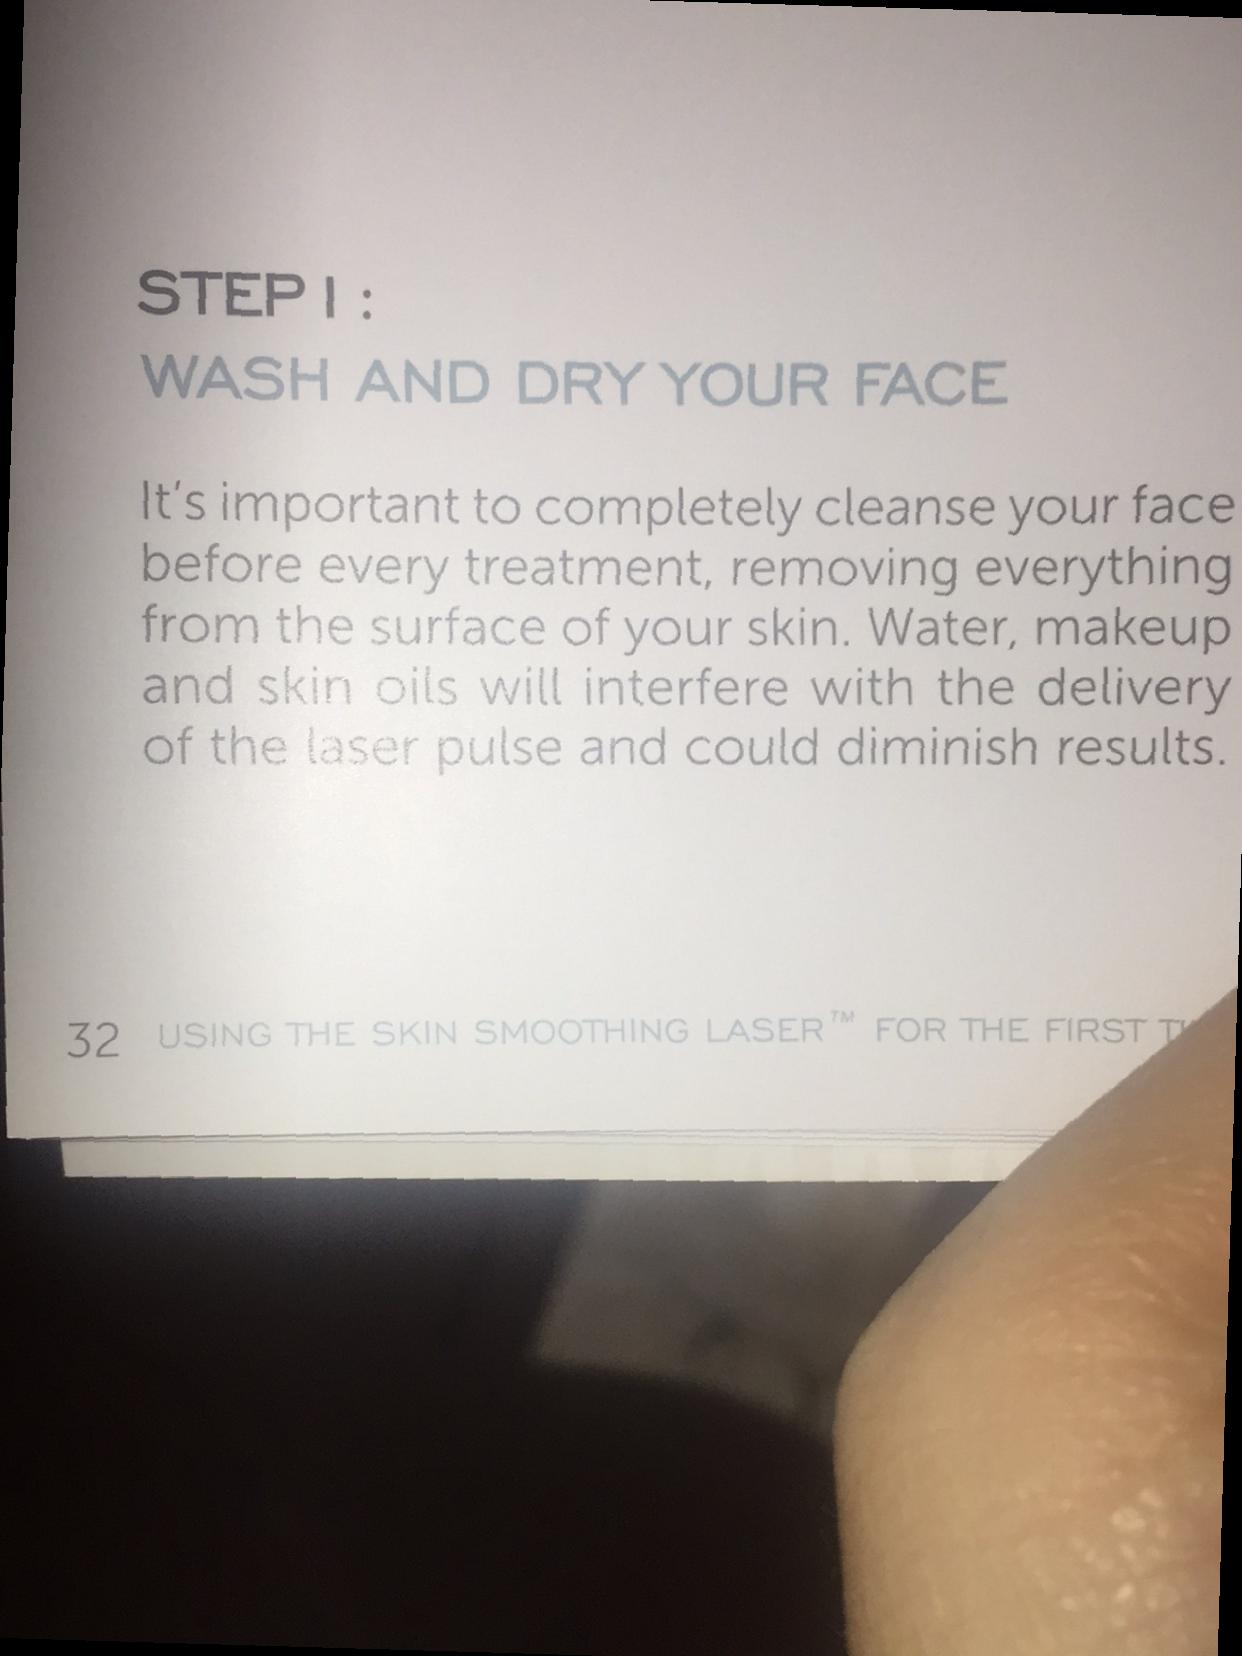 STEP 1 :
WASH AND DRY YOUR FACE
It's important to completely cleanse your face
before every treatment, removing everything
from the surface of your skin. Water, makeup
and skin oils will interfere with the delivery
of the laser pulse and could diminish results.
32 USING THE SKIN SMOOTHING LASER™ FOR THE FIRST